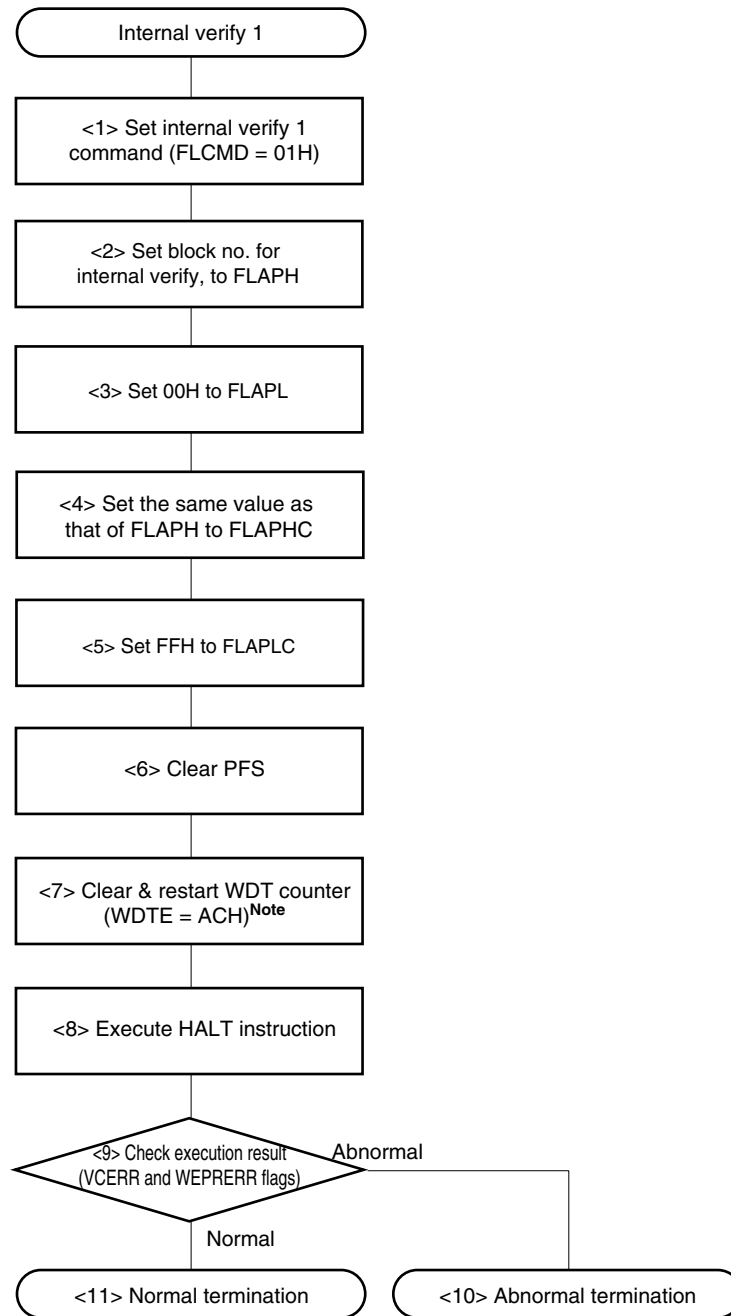 Internal verify 1
<1> Set internal verify 1
command (FLCMD = 01H)
<2> Set block no. for
internal verify, to FLAPH
<3> Set 00H to FLAPL
<4> Set the same value as
that of FLAPH to FLAPHC
<5> Set FFH to FLAPLC
<6> Clear PFS
<7> Clear & restart WDT counter
(WDTE = ACH)Note
<8> Execute HALT instruction
<9> Check execution result
(VCERR and WEPRERR flags)
Abnormal
Normal
<11> Normal termination
<10> Abnormal termination